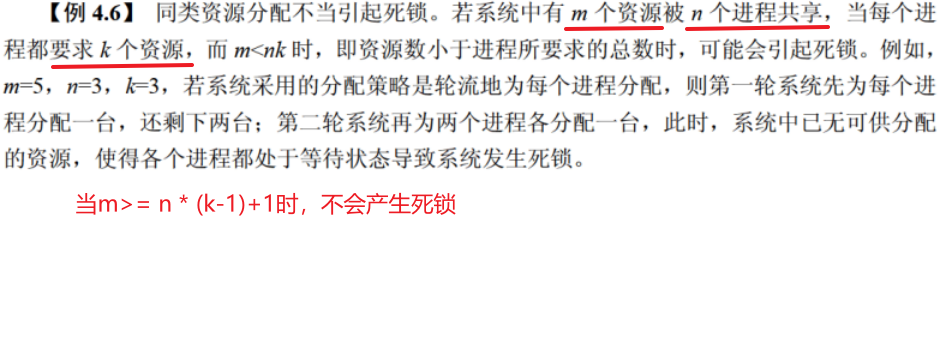 【例 4.6】 同类资源分配不当引起死锁。若系统中有 m 个资源被 n 个进程共享，当每个进
程都要求 k 个资源，而 m<nk 时，即资源数小于进程所要求的总数时，可能会引起死锁。例如，
m=5，n=3，k=3，若系统采用的分配策略是轮流地为每个进程分配，则第一轮系统先为每个进
程分配一台，还剩下两台；第二轮系统再为两个进程各分配一台，此时，系统中已无可供分配
的资源，使得各个进程都处于等待状态导致系统发生死锁。
当m>= n * (k-1)+1时，不会产生死锁